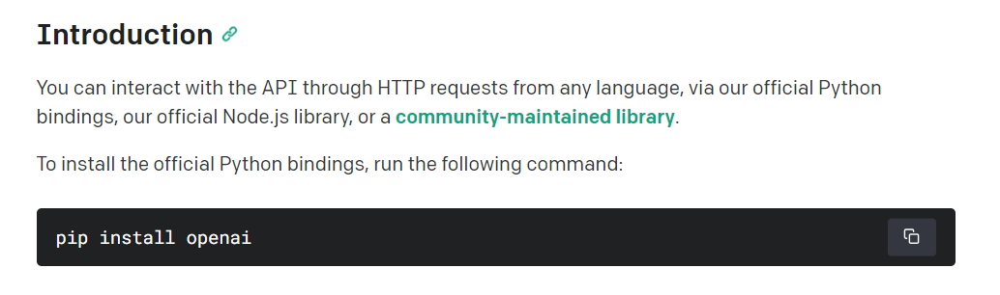 Introduction
You can interact with the API through HTTP requests from any language, via our official Python
bindings, our official Node.js library, or a community-maintained library.
To install the official Python bindings, run the following command:
pip install openai